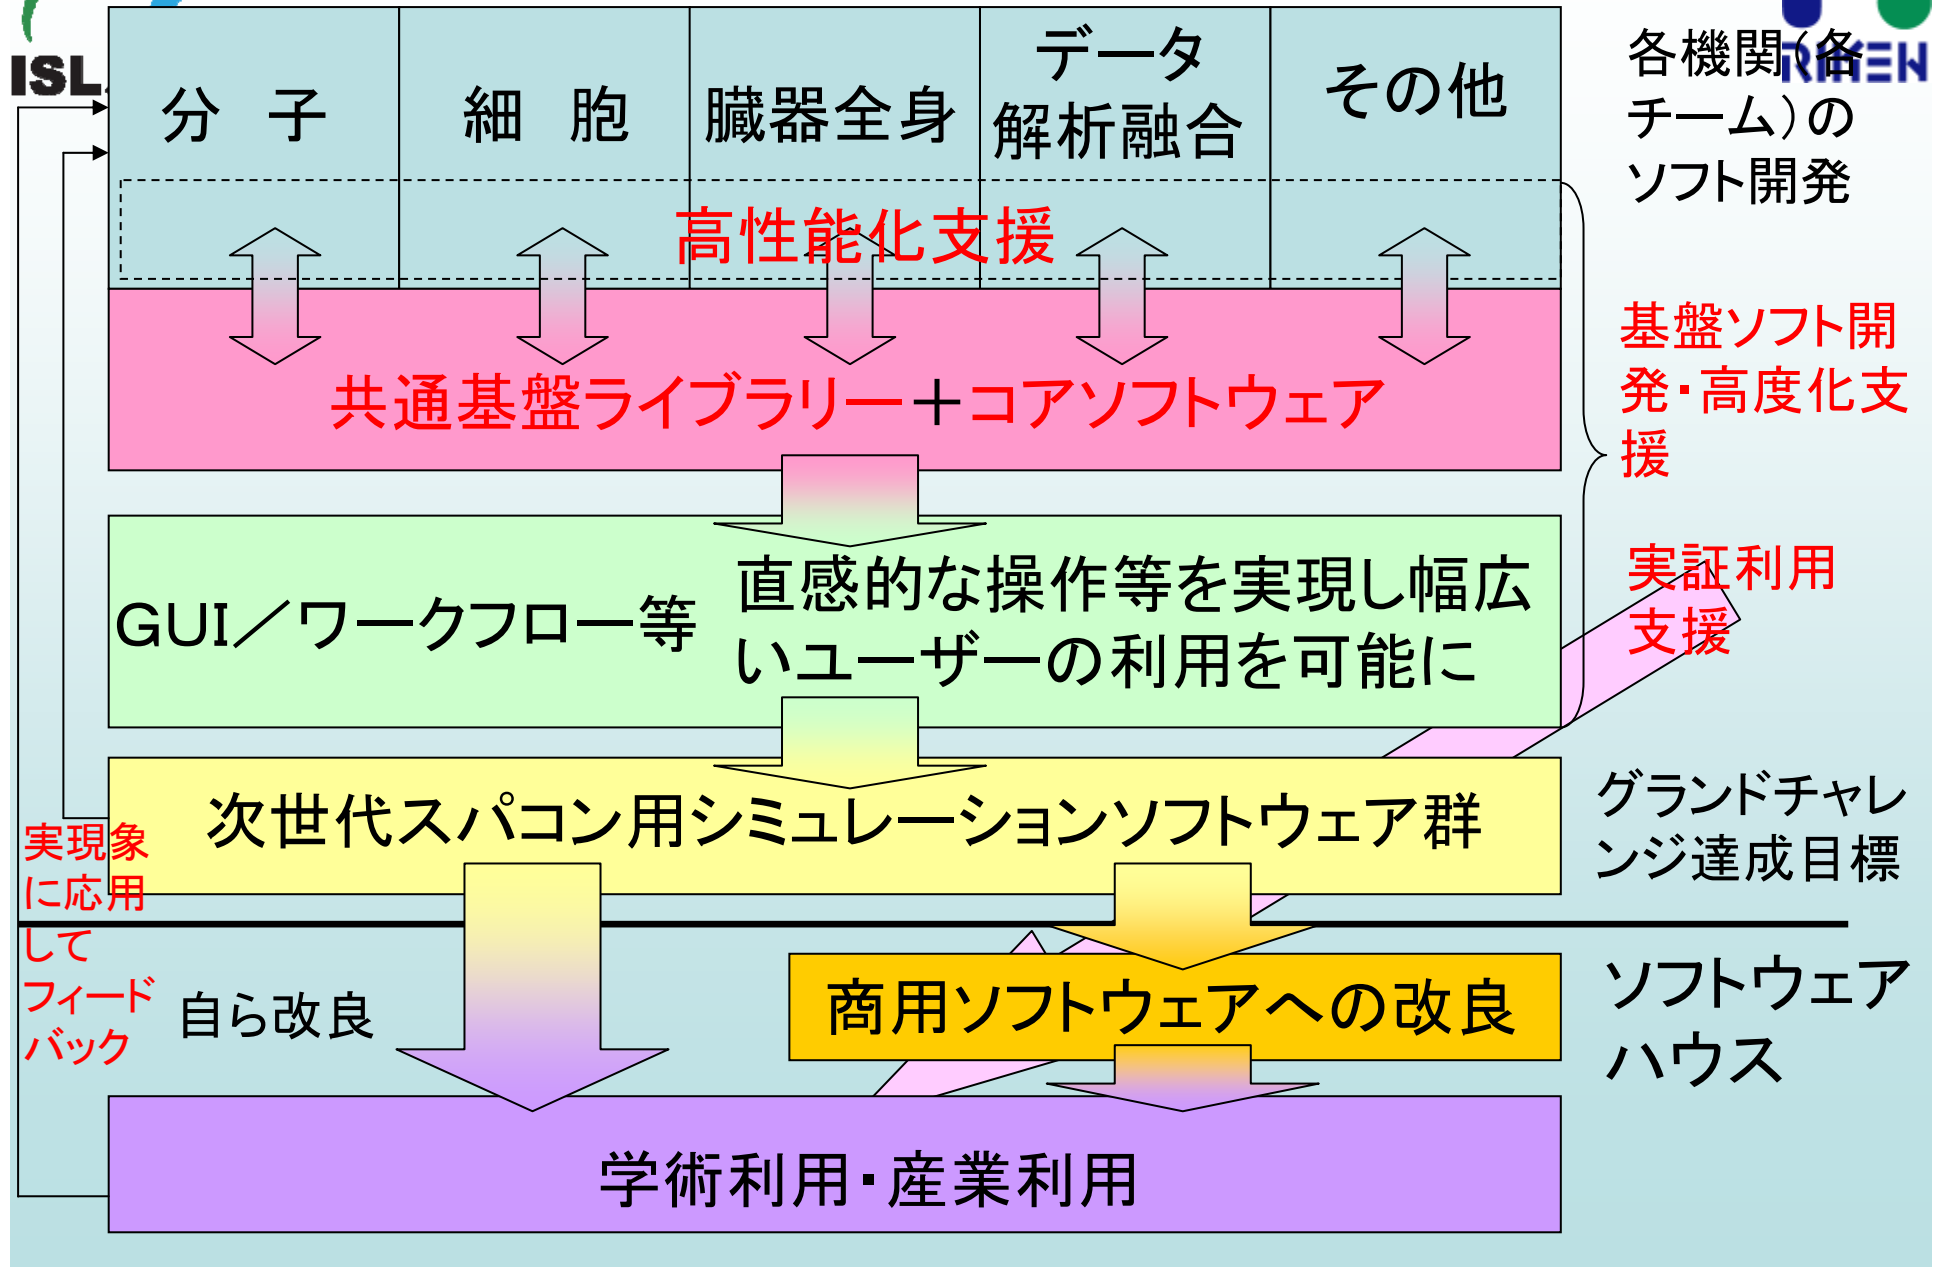 ISL
RIKEN
分　子
細　胞
臓器全身
データ
解析融合
その他
各機関(各
チーム)の
ソフト開発
高性能化支援
共通基盤ライブラリー＋コアソフトウェア
基盤ソフト開
発・高度化支
援
GUI／ワークフロー等
直感的な操作等を実現し幅広
いユーザーの利用を可能に
実証利用
支援
次世代スパコン用シミュレーションソフトウェア群
グランドチャレ
ンジ達成目標
実現象
に応用
して
フィード
バック
自ら改良
商用ソフトウェアへの改良
ソフトウェア
ハウス
学術利用・産業利用